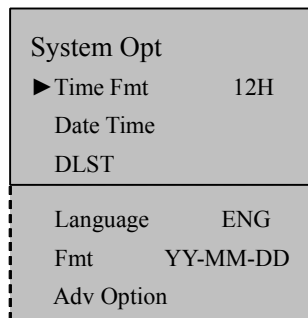 System Opt
►Time Fmt 12H
Date Time
DLST
Language ENG
Fmt YY-MM-DD
Adv Option